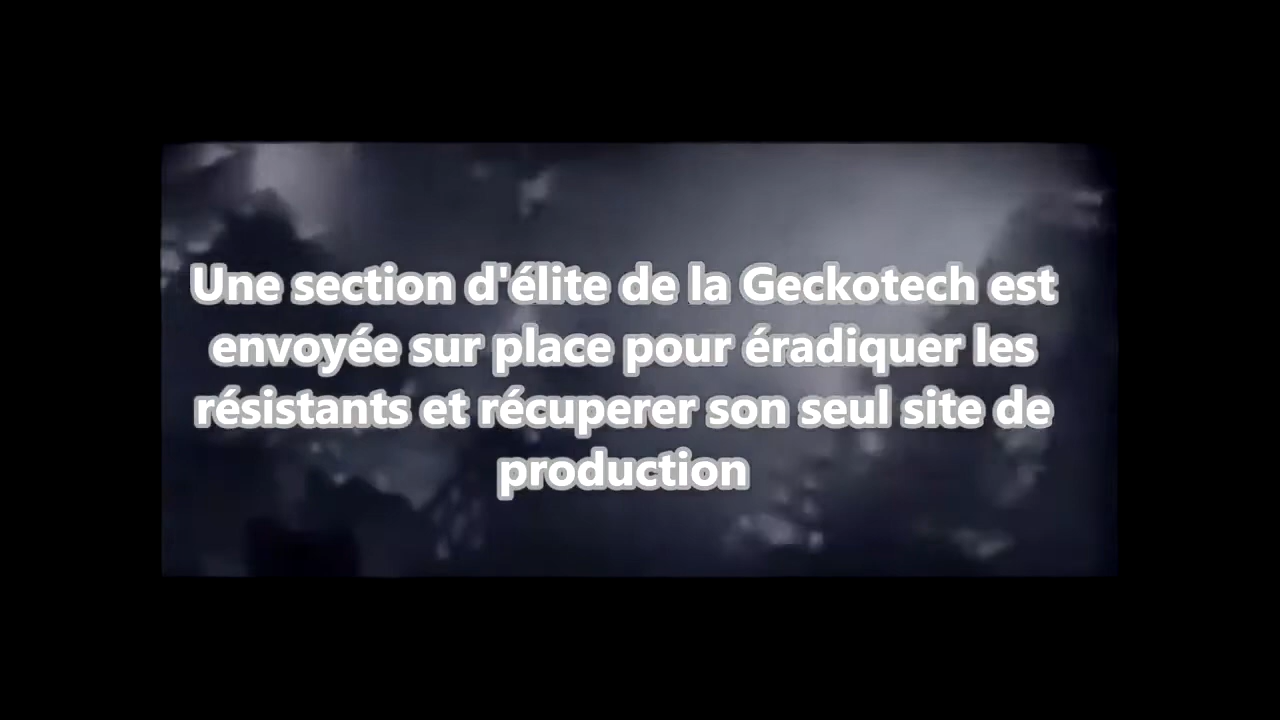 Une section d'élite de la Geckotech est
envoyée sur place pour éradiquer les
résistants et récuperer son seul site de
production